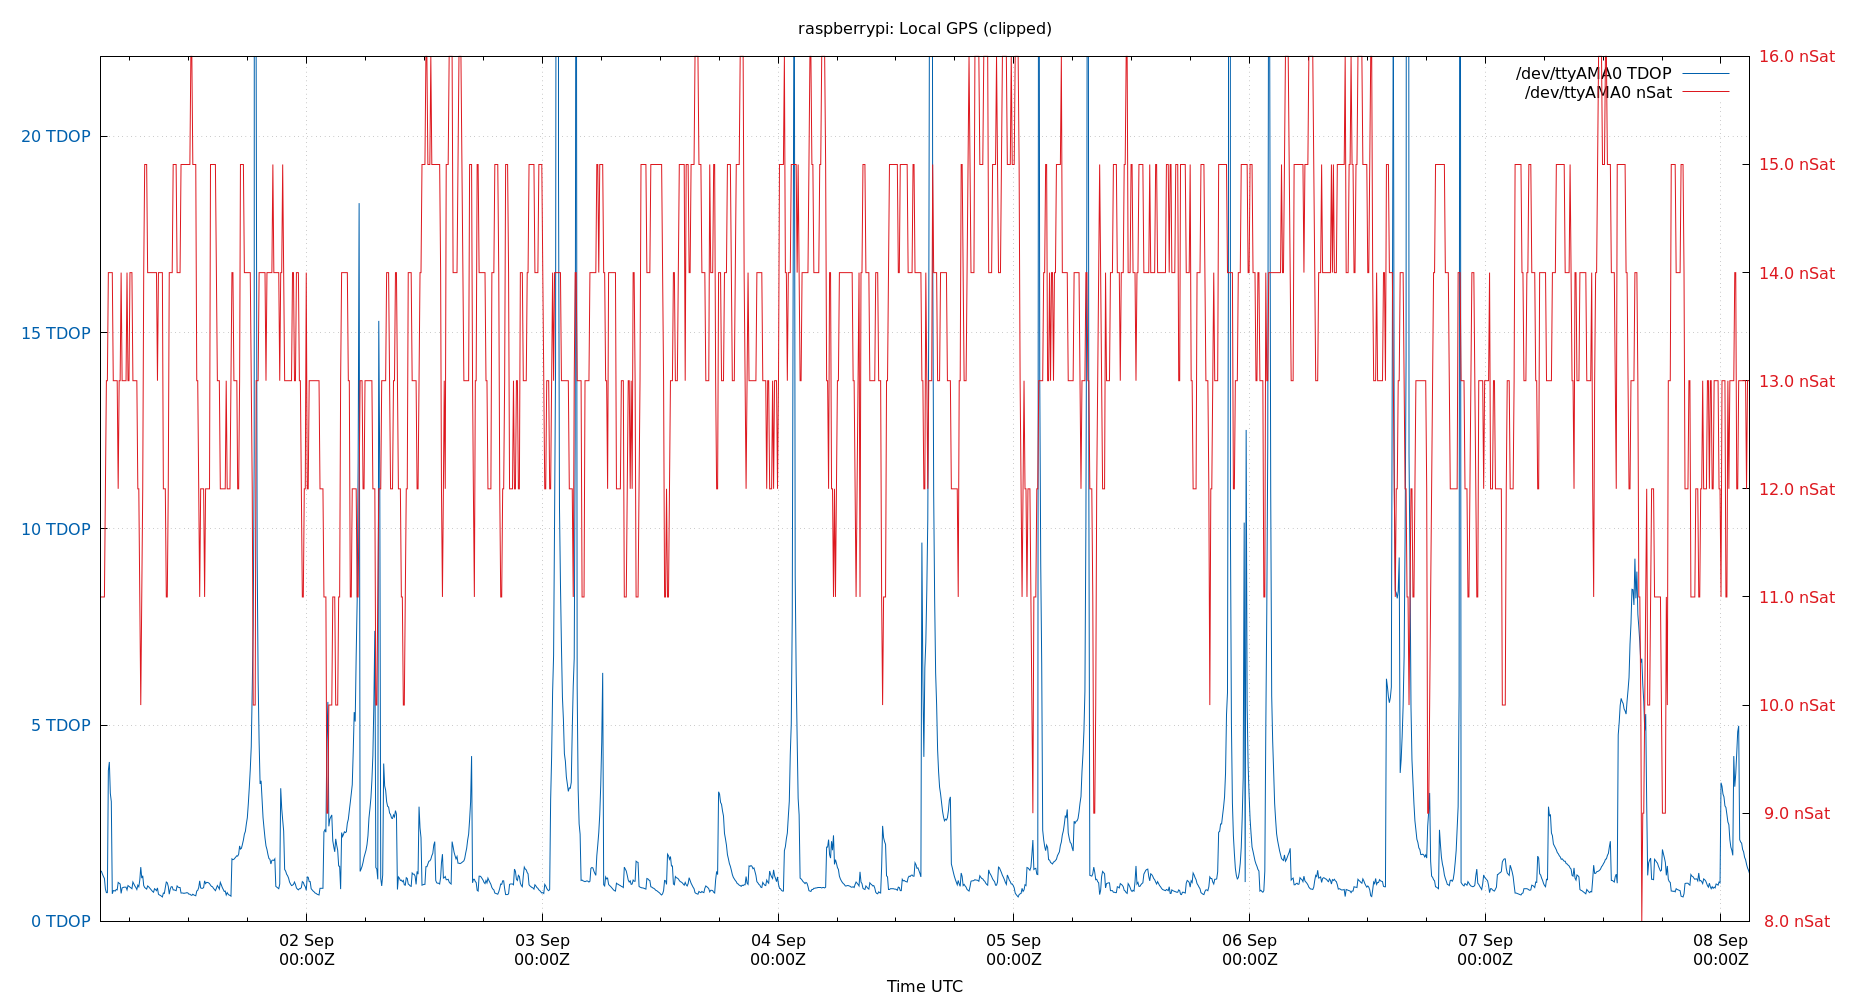 raspberrypi: Local GPS (clipped)
16.0 nSat
/dev/ttyAMA0 TDOP
/dev/ttyAMA0 nSat
20 TDOP
15.0 nSat
14.0 nSat
15 TDOP
13.0 nSat
12.0 nSat
10 TDOP
11.0 nSat
10.0 nSat
5 TDOP
9.0 nSat
0 TDOP
8.0 nSat
02 Sep 03 Sep 04 Sep 05 Sep 06 Sep 07 Sep 08 Sep
00:00Z 00:00Z 00:00Z 00:00Z 00:00Z 00:00Z 00:00Z
Time UTC